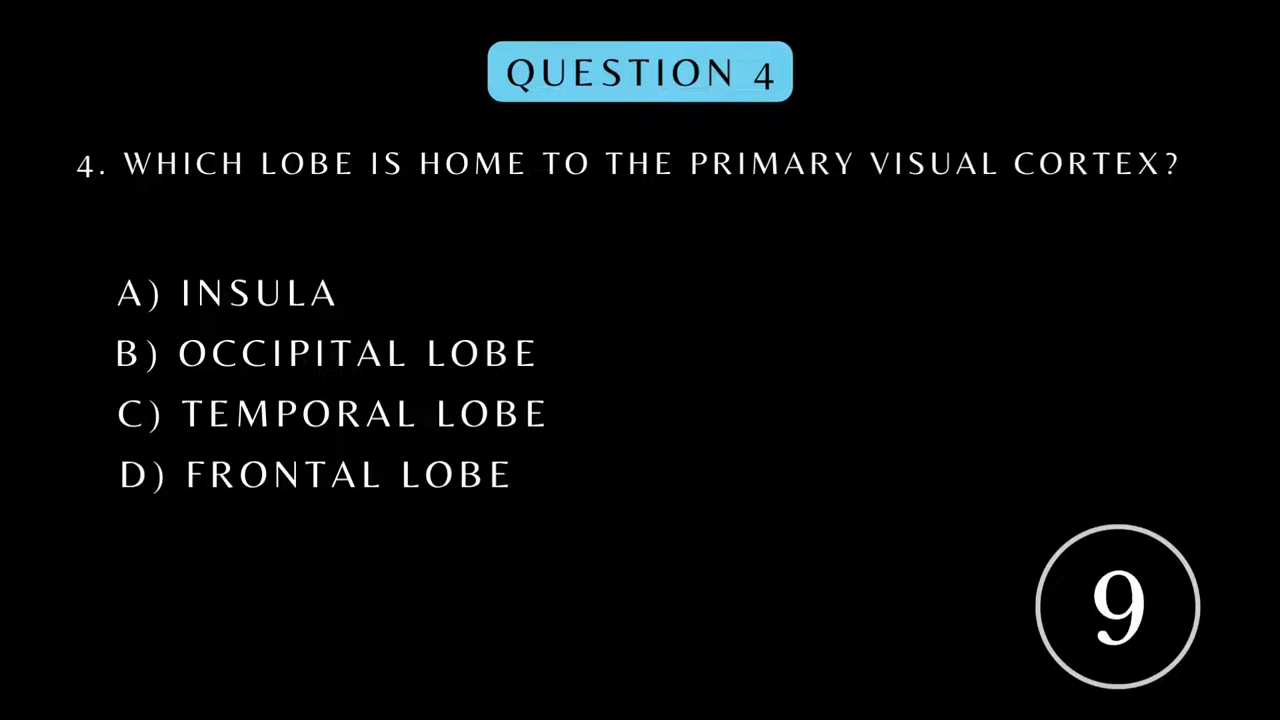 QUESTION 4
4. WHICH LOBE IS HOME TO THE PRIMARY VISUAL CORTEX?
A) INSULA
B) OCCIPITAL LOBE
C) TEMPORAL LOBE
D) FRONTAL LOBE
9